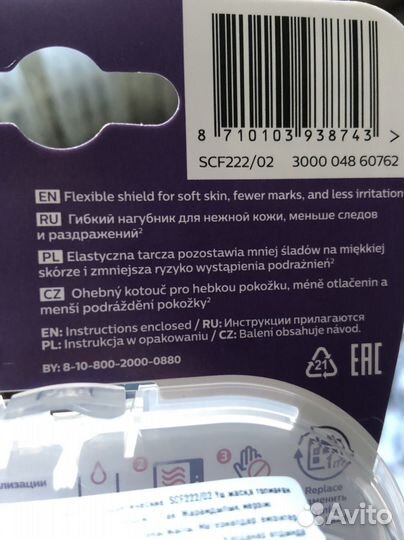 8 710103 938743 >
SCF222/02 3000 048 60762
EN Flexible shield for soft skin, fewer marks, and less irritation
RU Гибкий нагубник для нежной кожи, меньше следов
и раздражений²
PL Elastyczna tarcza pozostawia mniej śladów na miękkiej
skórze i zmniejsza ryzyko wystąpienia podrażnień²
CZ Ohebný kotouč pro hebkou pokožku, méně otlačenin a
menší podráždění pokožky²
EN: Instructions enclosed / RU: Инструкции прилагаются
PL: Instrukcja w opakowaniu / CZ: Balení obsahuje návod.
BY: 8-10-800-2000-0880
21
EAC
2
3
Replace
SCF222/02
Avito